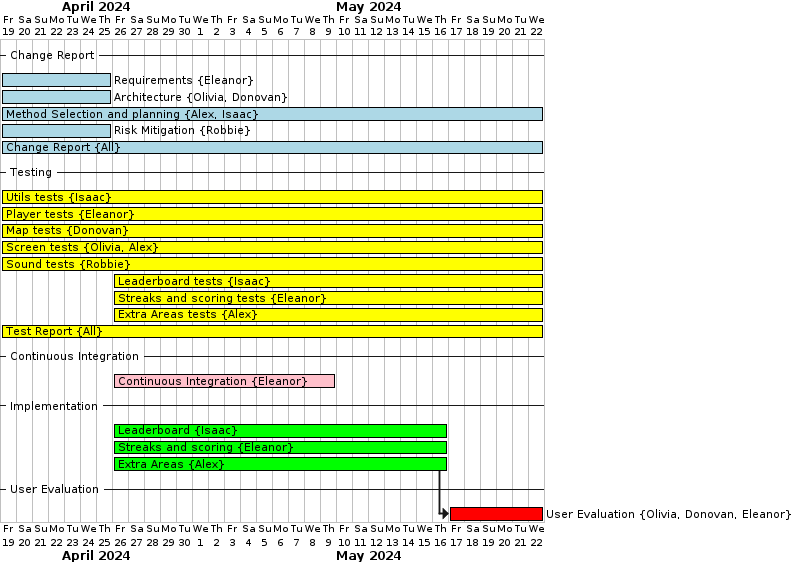 April 2024 May 2024
Fr Sa Su Mo Tu We Th Fr Sa Su Mo Tu We Th Fr Sa Su Mo Tu We Th Fr Sa Su Mo Tu We Th Fr Sa Su Mo Tu We
19 20 21 22 23 24 25 26 27 28 29 30 1 2 3 4 5 6 7 8 9 10 11 12 13 14 15 16 17 18 19 20 21 22
Change Report
Requirements {Eleanor}
Architecture {Olivia, Donovan}
Method Selection and planning {Alex, Isaac}
Risk Mitigation {Robbie}
Change Report {All}
Testing
Utils tests {Isaac}
Player tests {Eleanor}
Map tests {Donovan}
Screen tests {Olivia, Alex}
Sound tests {Robbie}
Leaderboard tests {Isaac}
Streaks and scoring tests {Eleanor}
Extra Areas tests {Alex}
Test Report {All}
Continuous Integration
Continuous Integration {Eleanor}
Implementation
Leaderboard {Isaac}
Streaks and scoring {Eleanor}
Extra Areas {Alex}
User Evaluation
User Evaluation {Olivia, Donovan, Eleanor}
Fr Sa Su Mo Tu We Th Fr Sa Su Mo Tu We Th Fr Sa Su Mo Tu We Th Fr Sa Su Mo Tu We Th Fr Sa Su Mo Tu We
19 20 21 22 23 24 25 26 27 28 29 30 1 2 3 4 5 6 7 8 9 10 11 12 13 14 15 16 17 18 19 20 21 22
April 2024 May 2024